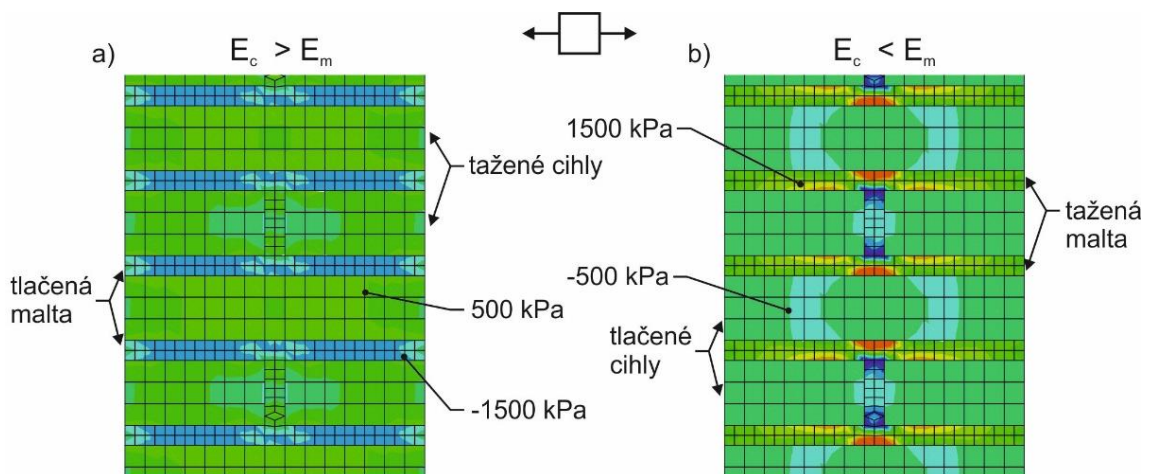 a)
E_c > E_m
b)
E_c < E_m
1500 kPa
tažené cihly
tažená
malta
-500 kPa
tlačená
malta
500 kPa
tlačené
cihly
-1500 kPa